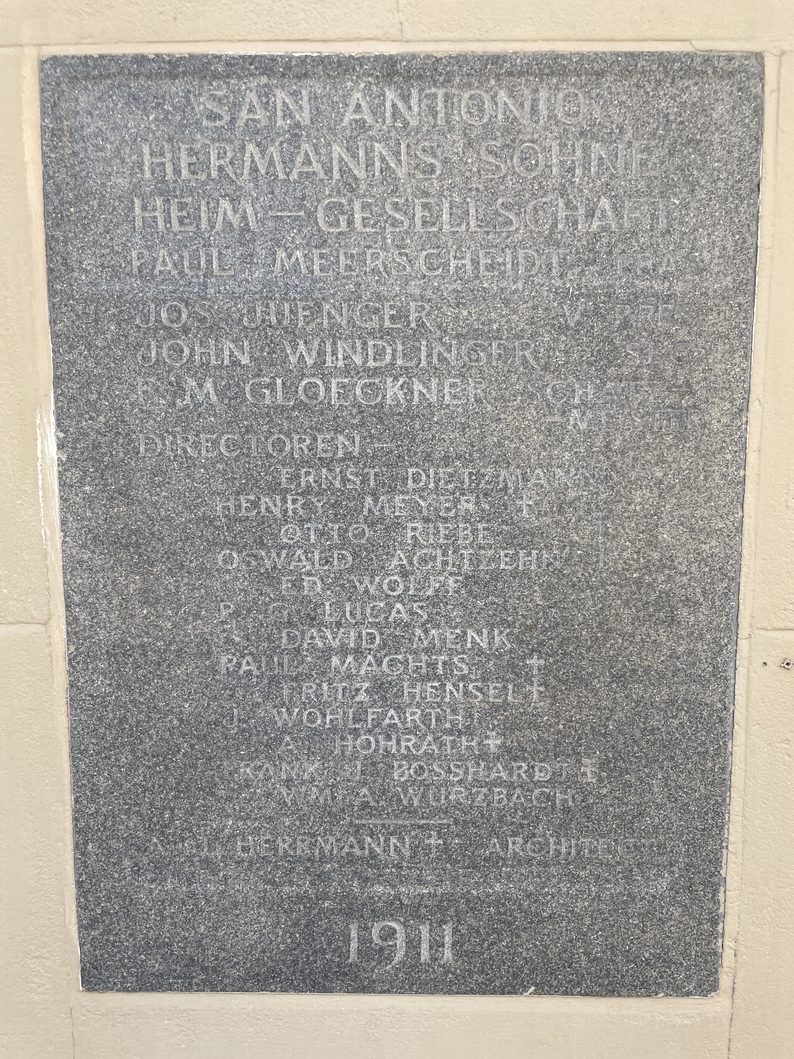 SAN ANTONIO
HERMANNS SOHNE
HEIM — GESELLSCHAFT
PAUL MEERSCHEIDT
JOS JUENGER V. PRES
JOHN WINDLINGER
F. M GLOECKNER
DIRECTOREN —
ERNST DIETZMANN
HENRY MEYER †
OTTO RIEBE
OSWALD ACHTZEHN
ED. WOLFF
P. G. LUCAS
DAVID MENK
PAUL MACHTS †
FRITZ HENSEL †
J. WOHLFARTH
A. HOHRATH †
FRANK J. BOSSHARDT †
WM. A. WURZBACH
HERRMANN † ARCHITECT
1911